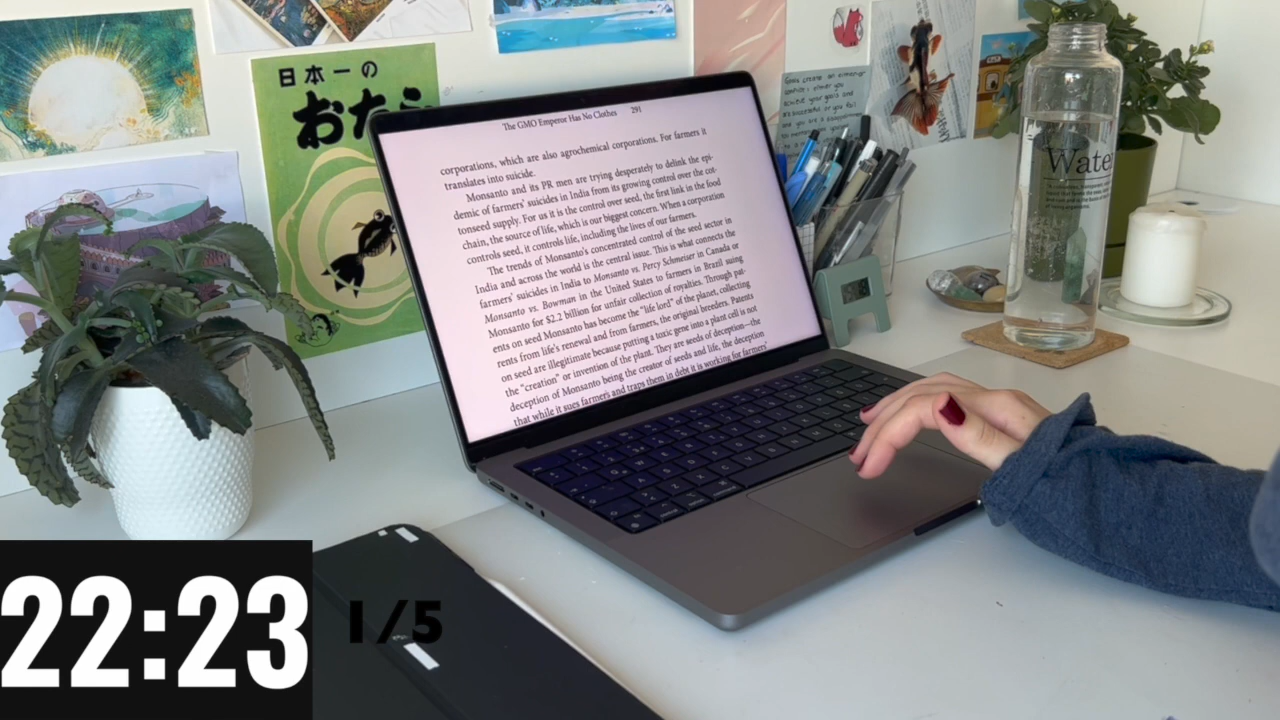 日本一の
おたら
The GMO Emperor Has No Clothes 291
corporations, which are also agrochemical corporations. For farmers it
translates into suicide.
Monsanto and its PR men are trying desperately to delink the epi-
demic of farmers' suicides in India from its growing control over the cot-
tonseed supply. For us it is the control over seed, the first link in the food
chain, the source of life, which is our biggest concern. When a corporation
controls seed, it controls life, including the lives of our farmers.
The trends of Monsanto's concentrated control of the seed sector in
India and across the world is the central issue. This is what connects the
farmers' suicides in India to Monsanto vs. Percy Schmeiser in Canada or
Monsanto vs. Bowman in the United States to farmers in Brazil suing
Monsanto for $2.2 billion for unfair collection of royalties. Through pat-
ents on seed Monsanto has become the "life lord" of the planet, collecting
rents from life's renewal and from farmers, the original breeders. Patents
on seed are illegitimate because putting a toxic gene into a plant cell is not
the "creation" or invention of the plant. They are seeds of deception—the
deception of Monsanto being the creator of seeds and life, the deception
that while it sues farmers and traps them in debt it is working for farmers'
Wate
22:23
1/5